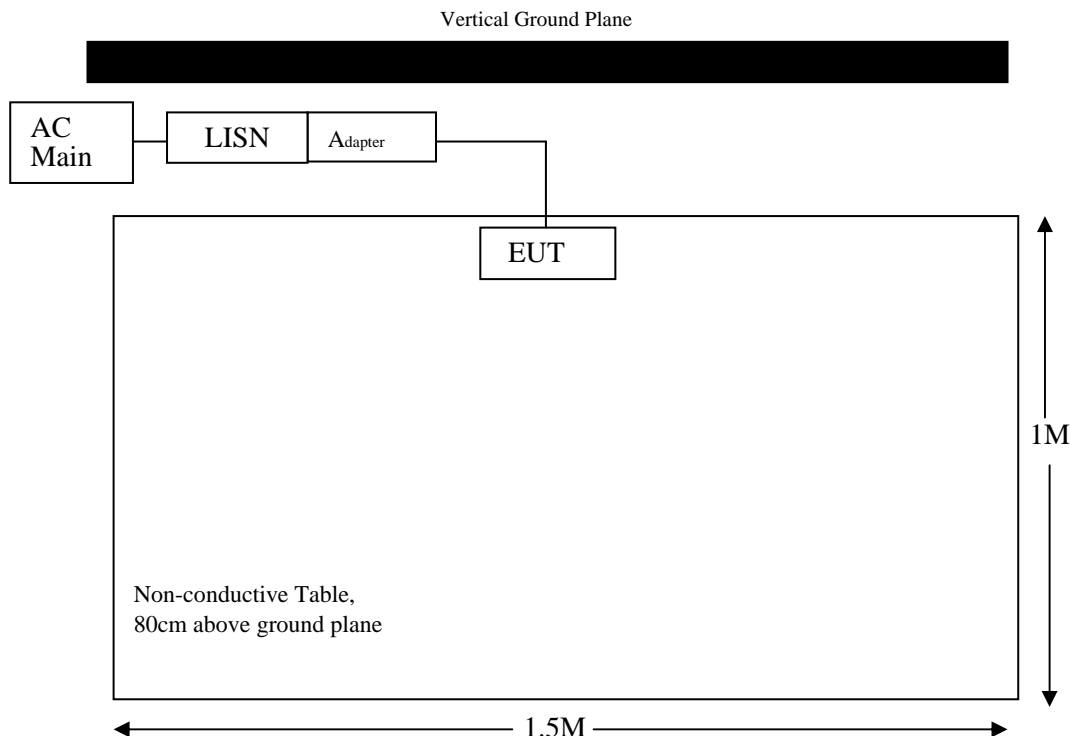 Vertical Ground Plane
AC
Main
LISN
Adapter
EUT
1M
Non-conductive Table,
80cm above ground plane
1.5M